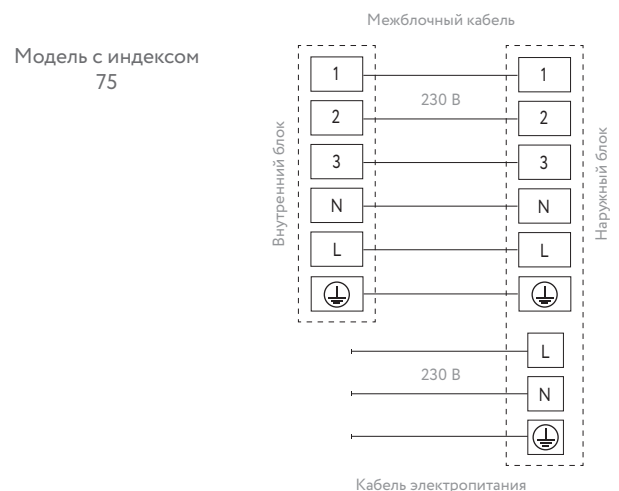 Межблочный кабель
Модель с индексом
75
1
1
230 В
2
2
Внутренний блок
Наружный блок
3
3
N
N
L
L
L
230 В
N
Кабель электропитания